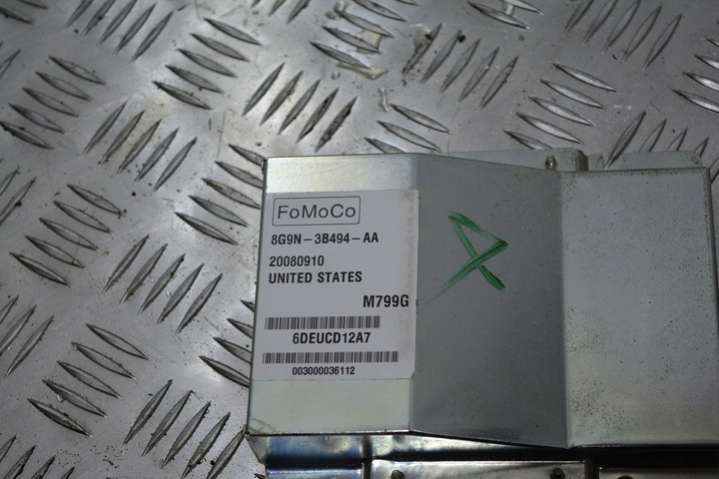 FoMoCo
8G9N-3B494-AA
20080910
UNITED STATES
M799G
6DEUCD12A7
003000036112